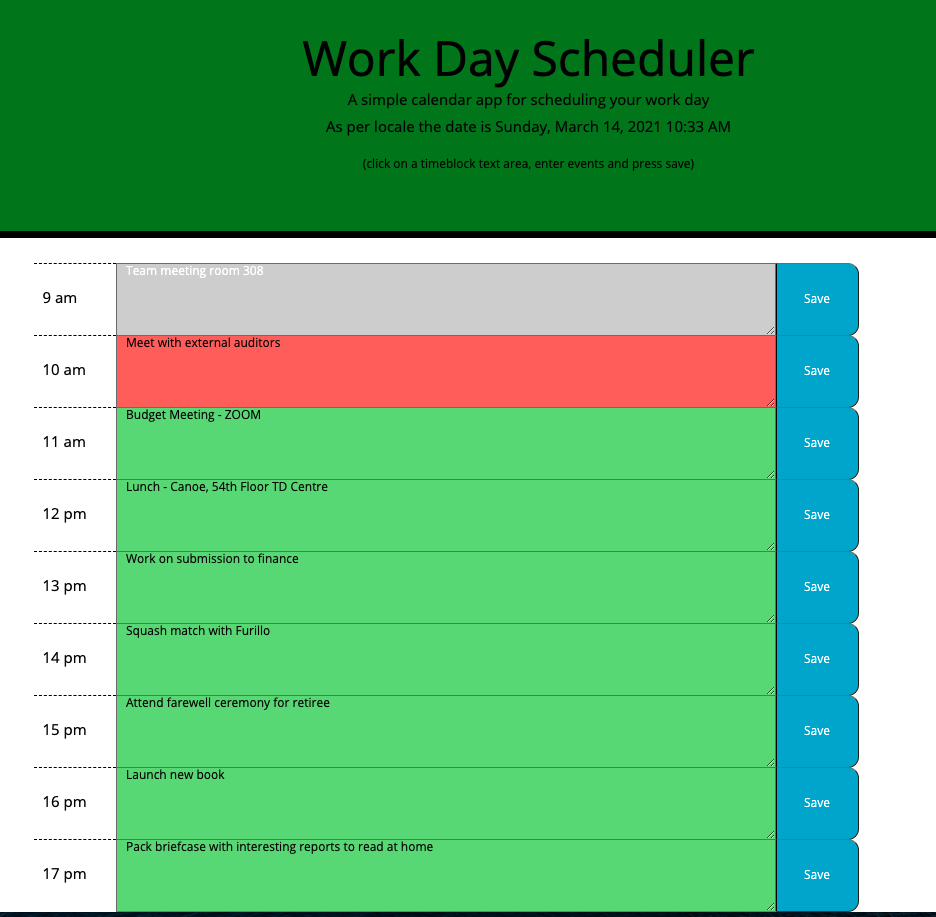 Work Day Scheduler
A simple calendar app for scheduling your work day
As per locale the date is Sunday, March 14, 2021 10:33 AM
(click on a timeblock text area, enter events and press save)
9 am Team meeting room 308 Save
10 am Meet with external auditors Save
11 am Budget Meeting - ZOOM Save
12 pm Lunch - Canoe, 54th Floor TD Centre Save
13 pm Work on submission to finance Save
14 pm Squash match with Furillo Save
15 pm Attend farewell ceremony for retiree Save
16 pm Launch new book Save
17 pm Pack briefcase with interesting reports to read at home Save